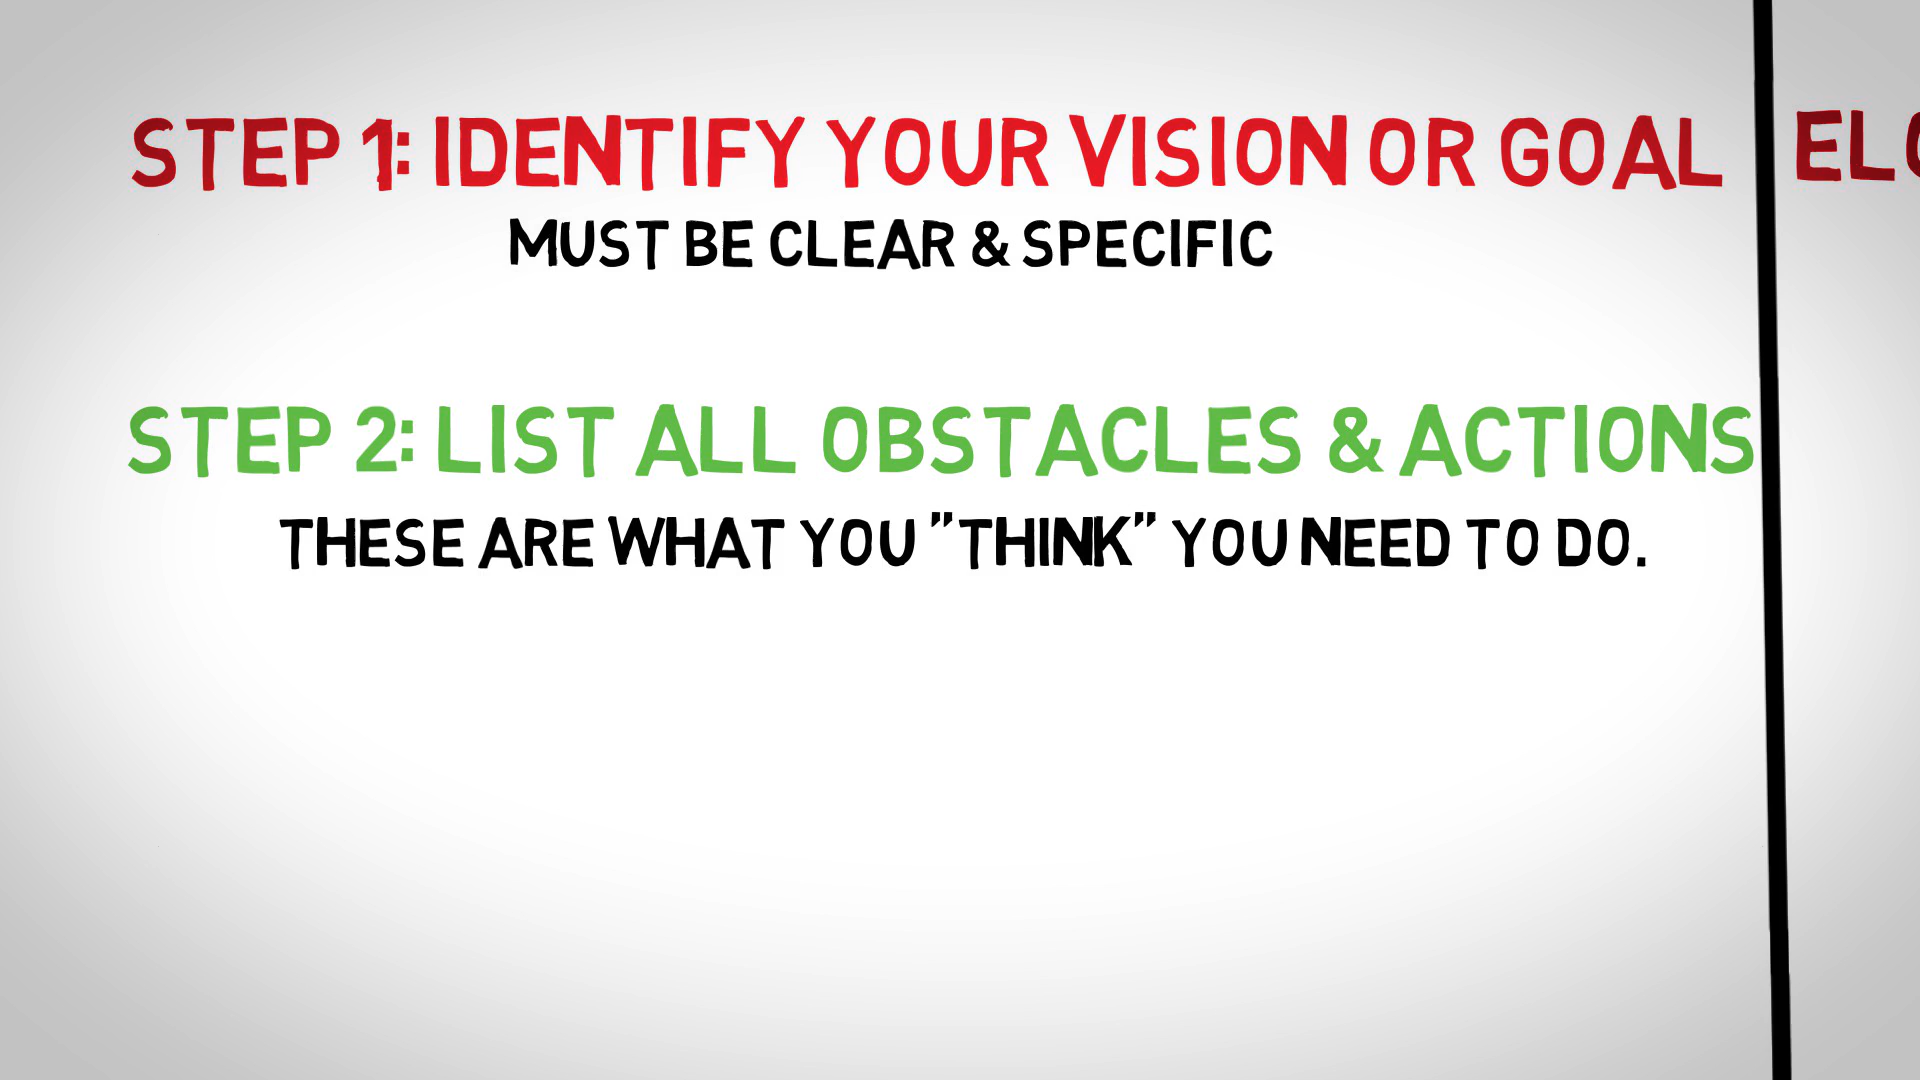 STEP 1: IDENTIFY YOUR VISION OR GOAL
MUST BE CLEAR & SPECIFIC
STEP 2: LIST ALL OBSTACLES & ACTIONS
THESE ARE WHAT YOU "THINK" YOU NEED TO DO.